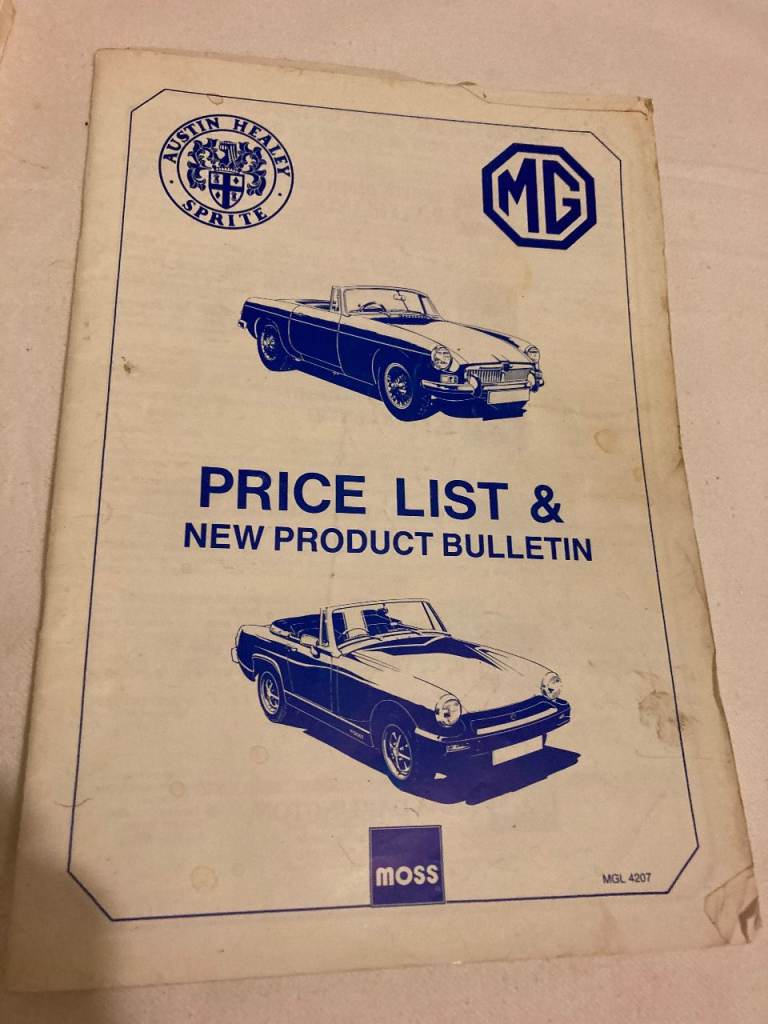 AUSTIN HEALEY
SPRITE
MG
PRICE LIST &
NEW PRODUCT BULLETIN
MOSS
MGL 4207